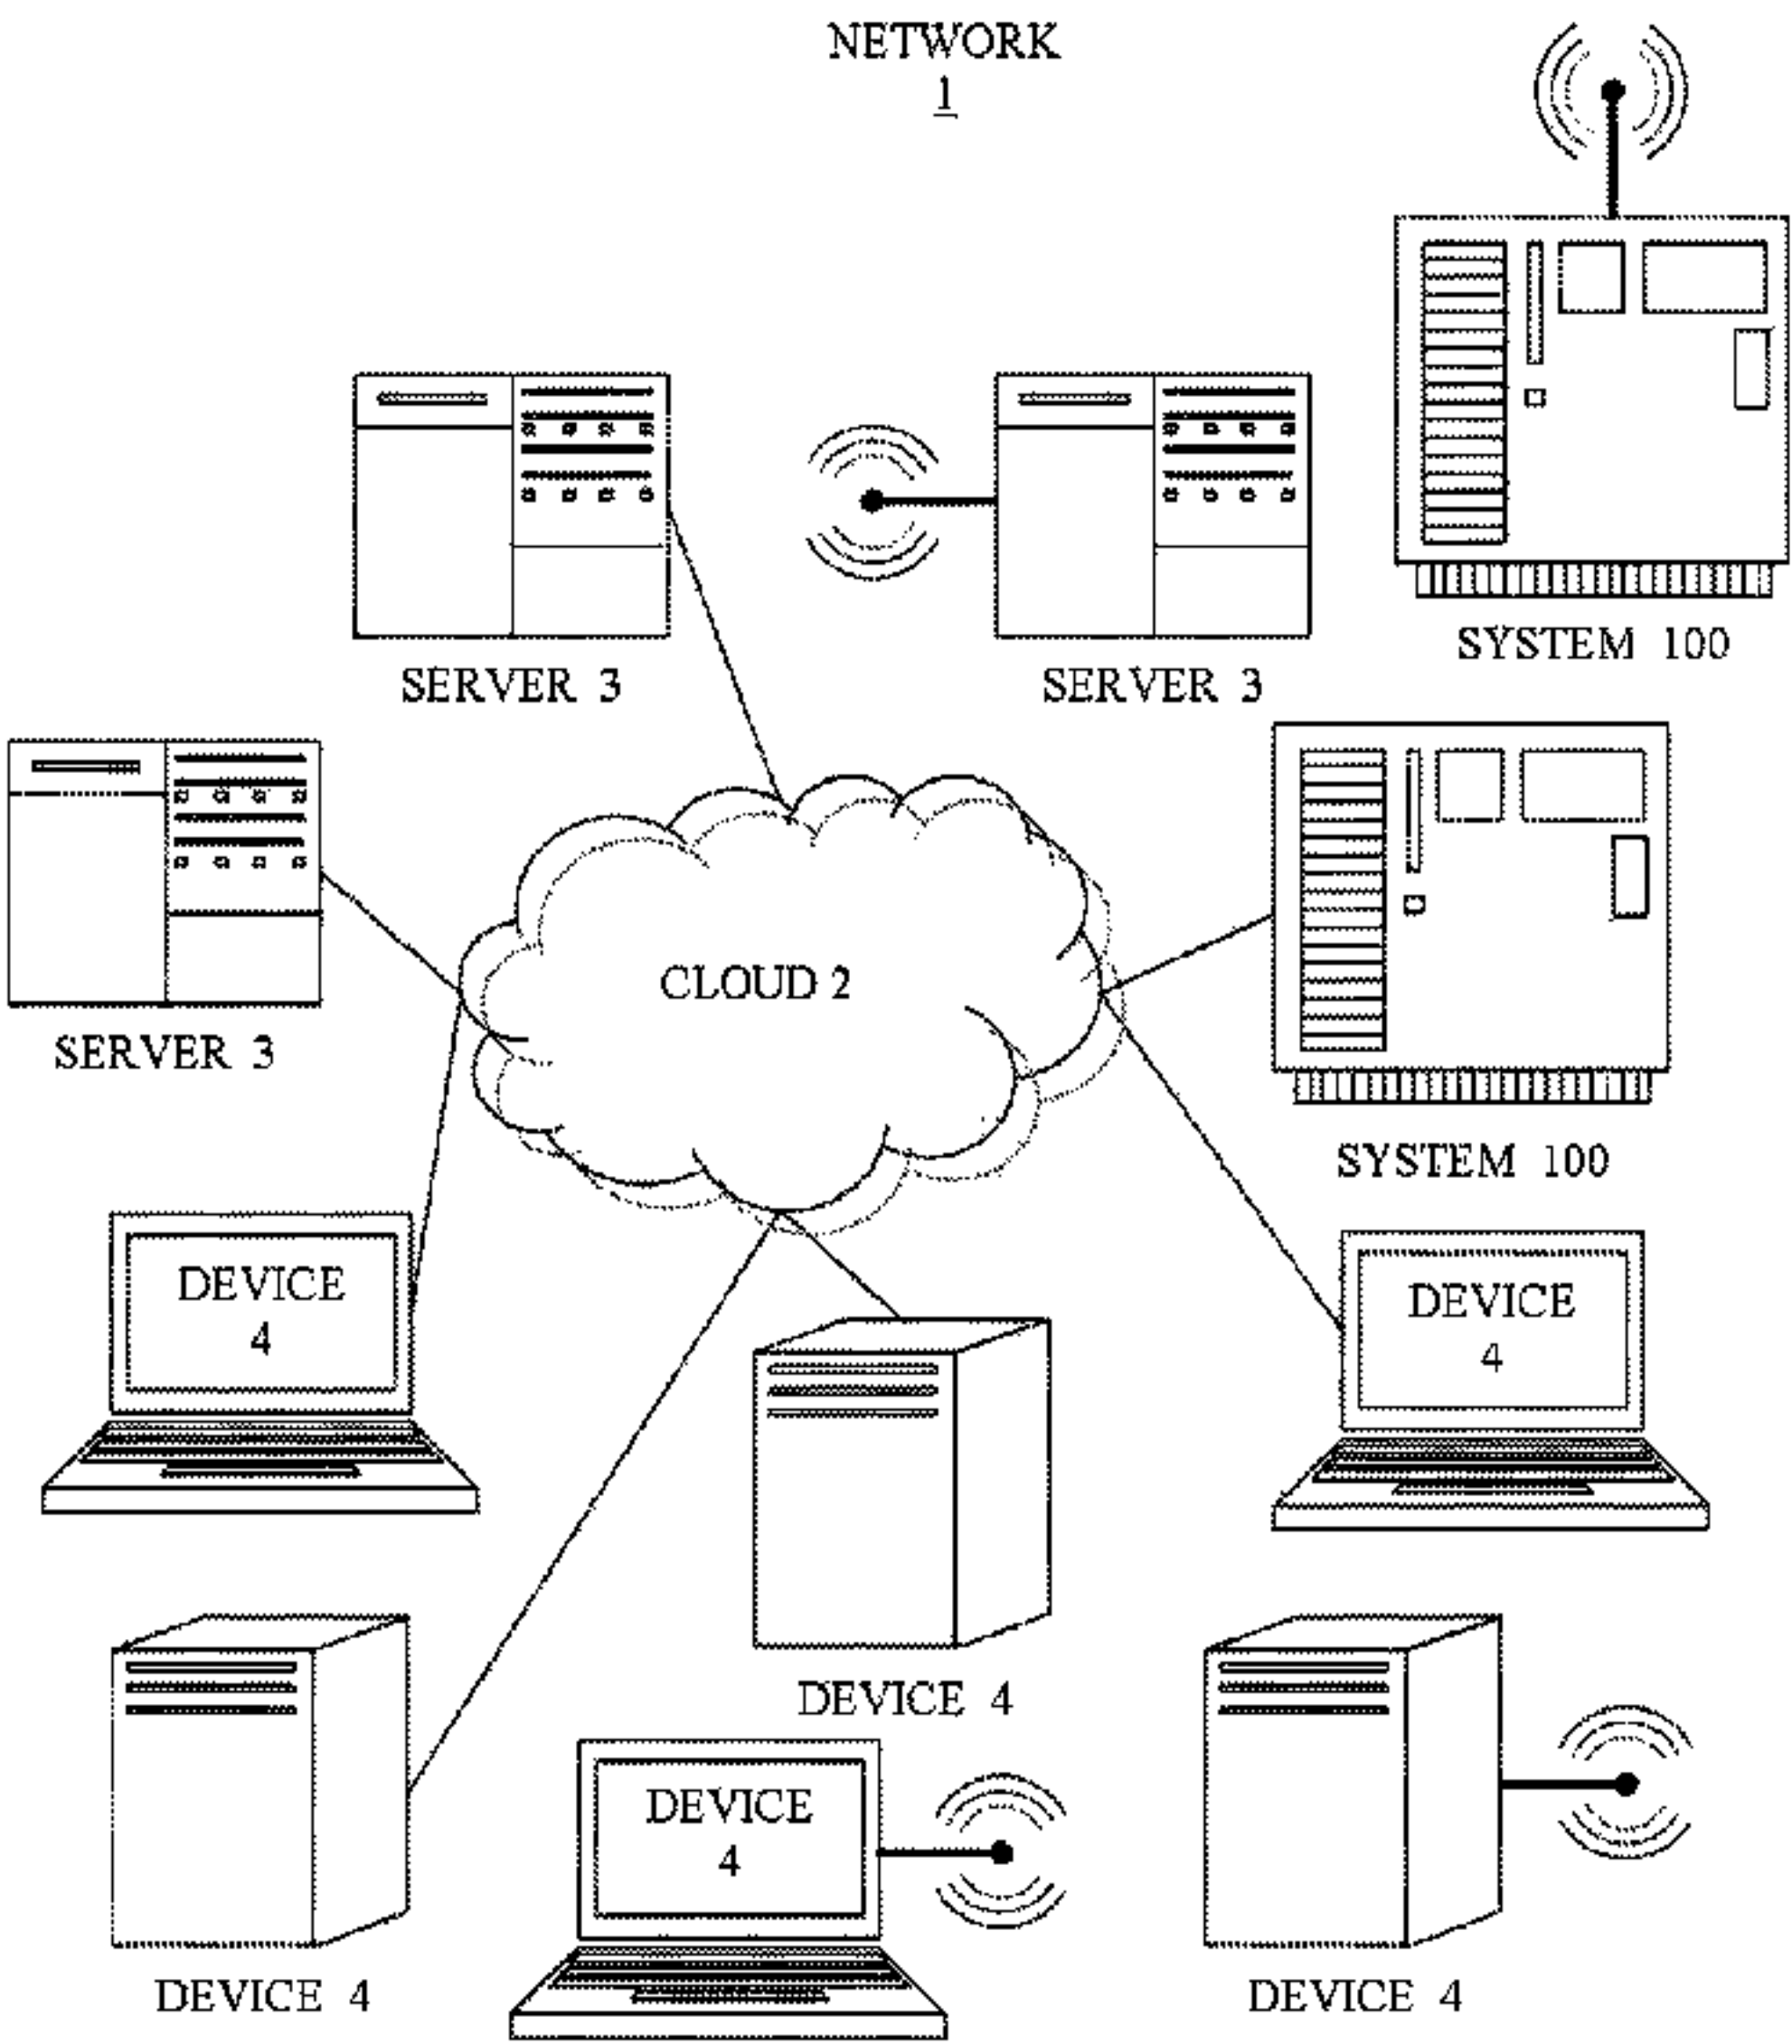 NETWORK
1
SERVER 3
SERVER 3
SYSTEM 100
SERVER 3
CLOUD 2
SYSTEM 100
DEVICE
4
DEVICE
4
DEVICE 4
DEVICE 4
DEVICE
4
DEVICE 4